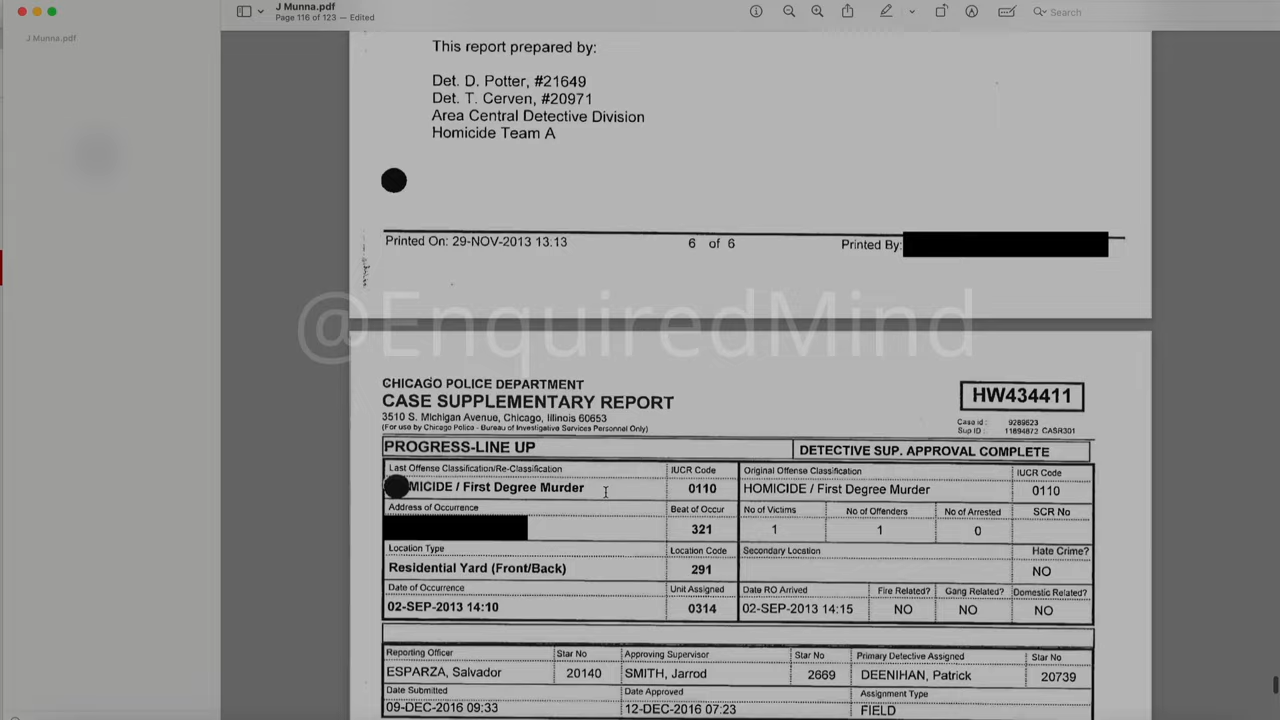 J Munna.pdf
Page 116 of 123 — Edited
Search
J Munna.pdf
This report prepared by:
Det. D. Potter, #21649
Det. T. Cerven, #20971
Area Central Detective Division
Homicide Team A
Printed On: 29-NOV-2013 13.13 6 of 6 Printed By:
@EnquiredMind
CHICAGO POLICE DEPARTMENT
CASE SUPPLEMENTARY REPORT
HW434411
3510 S. Michigan Avenue, Chicago, Illinois 60653
(For use by Chicago Police - Bureau of Investigative Services Personnel Only)
Case id : 9289623
Sup ID : 11894872 CASR301
PROGRESS-LINE UP DETECTIVE SUP. APPROVAL COMPLETE
Last Offense Classification/Re-Classification IUCR Code Original Offense Classification IUCR Code
MICIDE / First Degree Murder 0110 HOMICIDE / First Degree Murder 0110
Address of Occurrence Beat of Occur No of Victims No of Offenders No of Arrested SCR No
321 1 1 0
Location Type Location Code Secondary Location Hate Crime?
Residential Yard (Front/Back) 291 NO
Date of Occurrence Unit Assigned Date RO Arrived Fire Related? Gang Related? Domestic Related?
02-SEP-2013 14:10 0314 02-SEP-2013 14:15 NO NO NO
Reporting Officer Star No Approving Supervisor Star No Primary Detective Assigned Star No
ESPARZA, Salvador 20140 SMITH, Jarrod 2669 DEENIHAN, Patrick 20739
Date Submitted Date Approved Assignment Type
09-DEC-2016 09:33 12-DEC-2016 07:23 FIELD